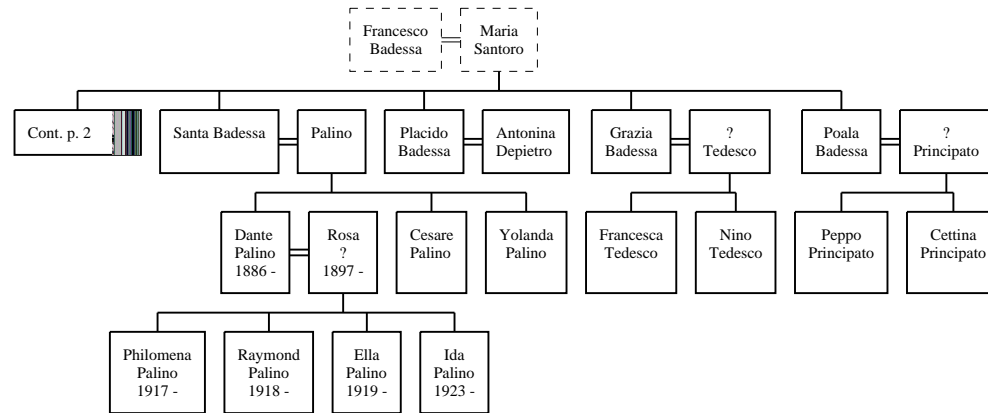 Francesco
Badessa
Maria
Santoro
Cont. p. 2
Santa Badessa
Palino
Placido
Badessa
Antonina
Depietro
Grazia
Badessa
?
Tedesco
Poala
Badessa
?
Principato
Dante
Palino
1886 -
Rosa
?
1897 -
Cesare
Palino
Yolanda
Palino
Francesca
Tedesco
Nino
Tedesco
Peppo
Principato
Cettina
Principato
Philomena
Palino
1917 -
Raymond
Palino
1918 -
Ella
Palino
1919 -
Ida
Palino
1923 -